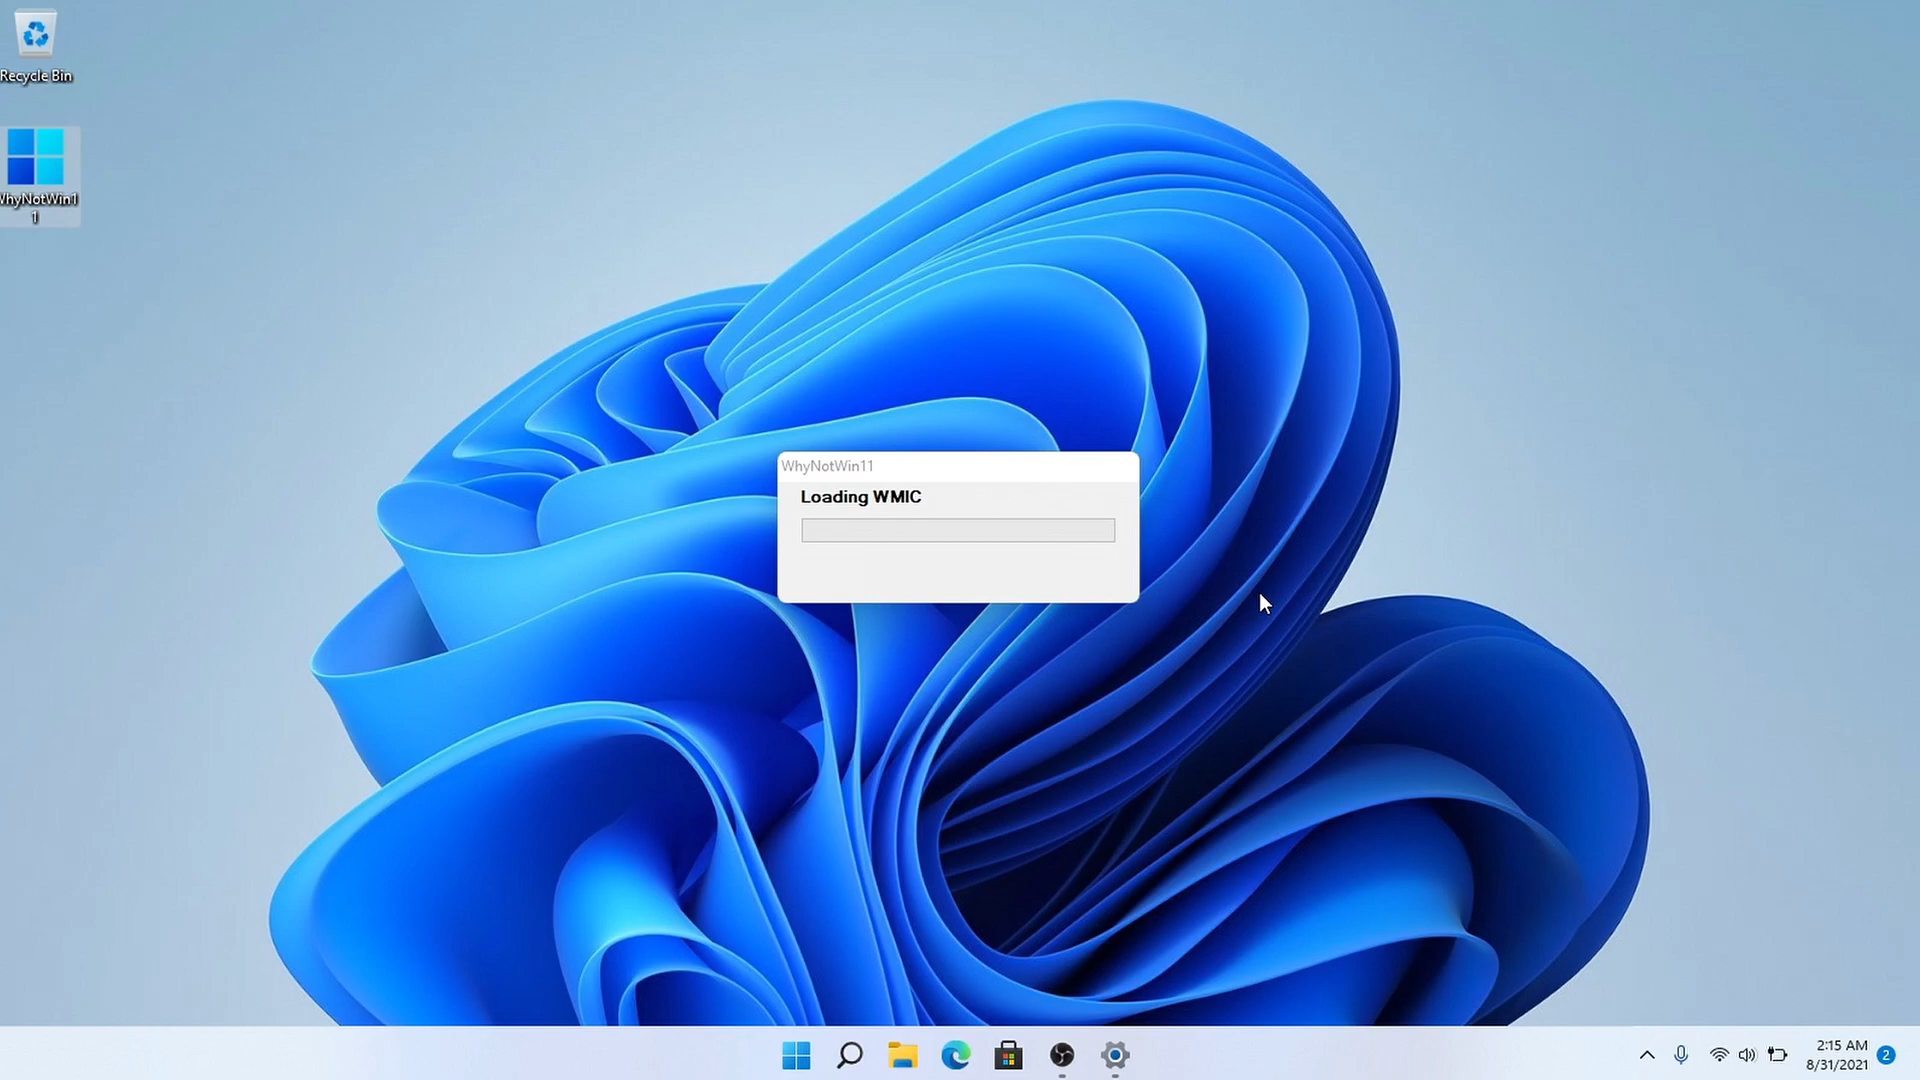 Recycle Bin
WhyNotWin1
1
WhyNotWin11
Loading WMIC
2:15 AM
8/31/2021
2